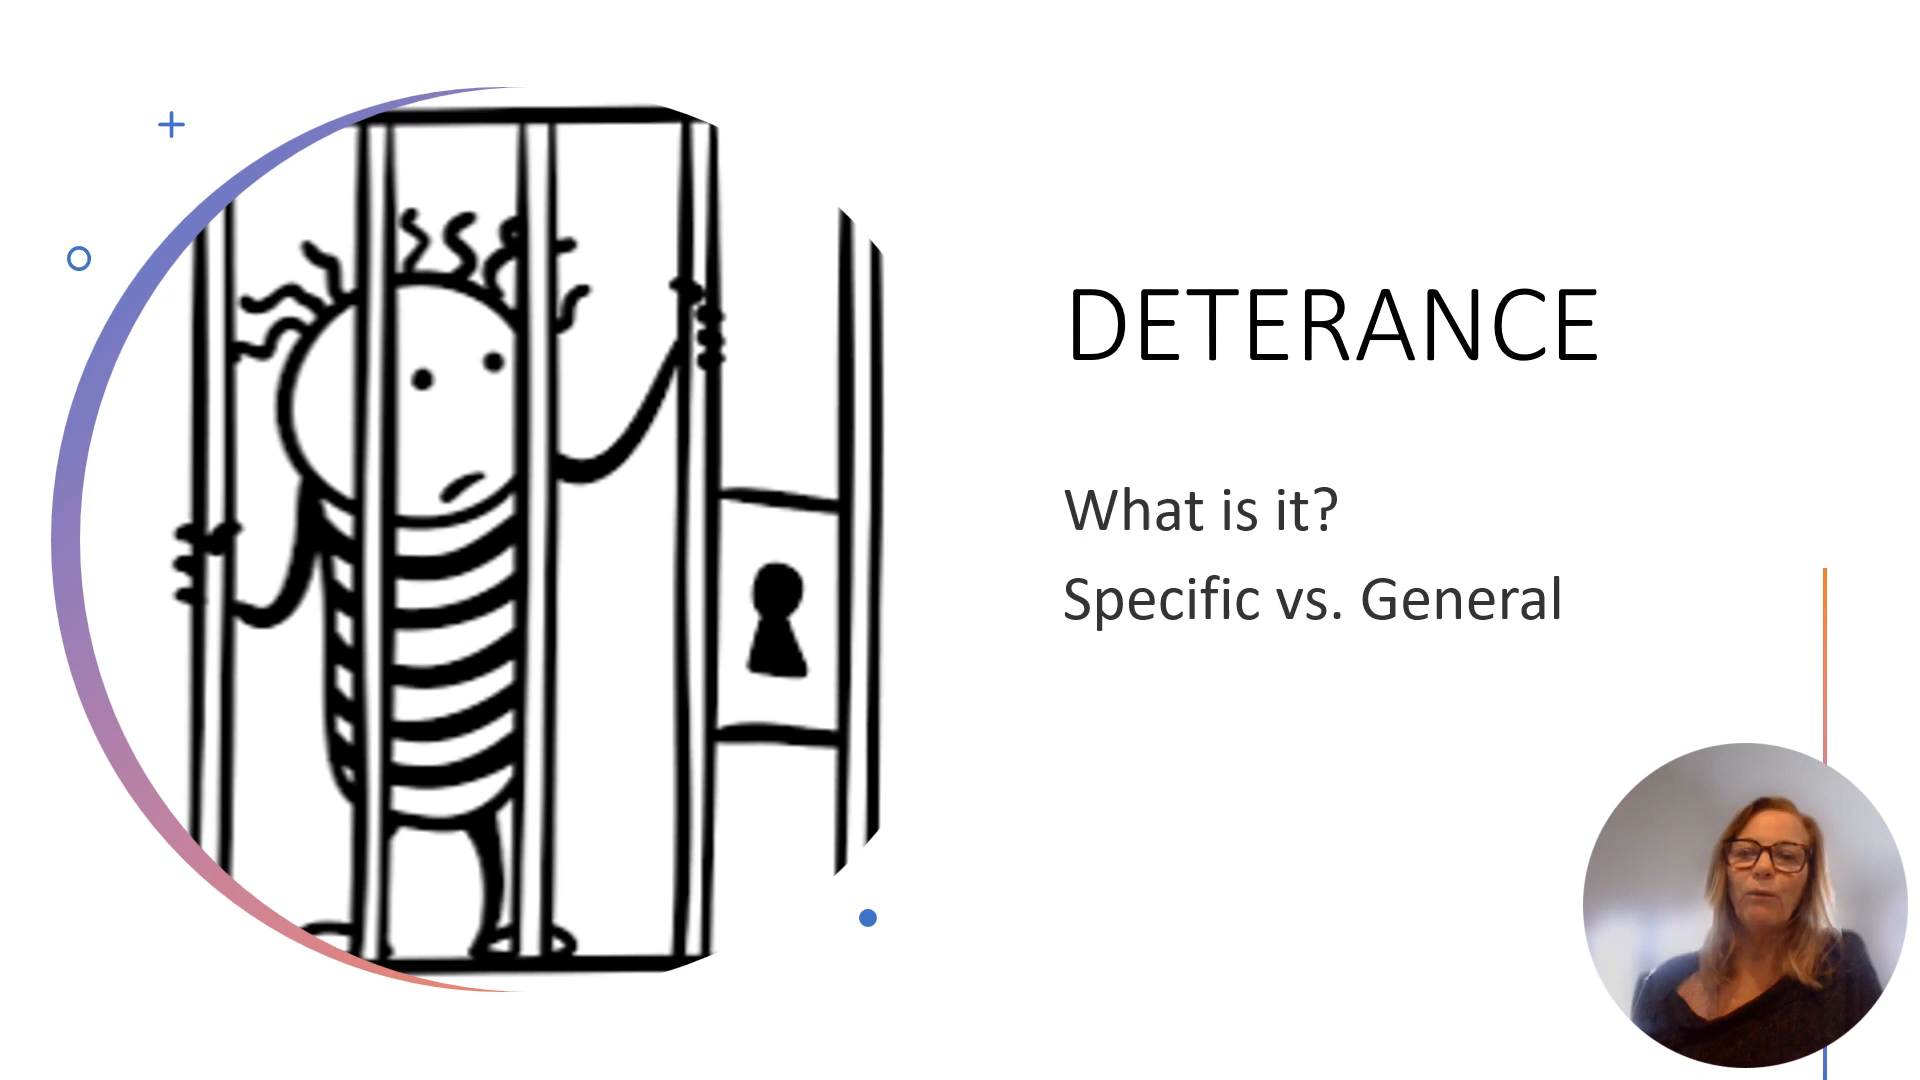 DETERANCE
What is it?
Specific vs. General